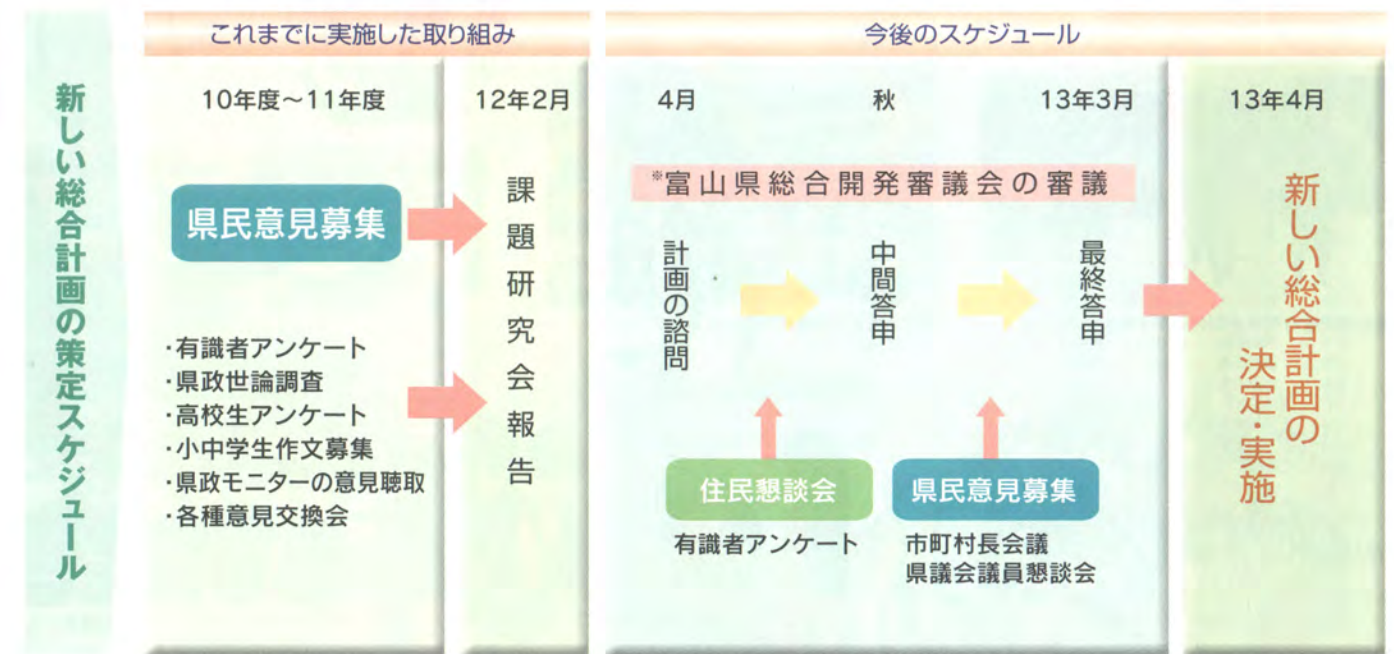 新しい総合計画の策定スケジュール
これまでに実施した取り組み
10年度～11年度
県民意見募集
・有識者アンケート
・県政世論調査
・高校生アンケート
・小中学生作文募集
・県政モニターの意見聴取
・各種意見交換会
12年2月
課題研究会報告
今後のスケジュール
4月
秋
13年3月
※富山県総合開発審議会の審議
計画の諮問
中間答申
最終答申
住民懇談会
有識者アンケート
県民意見募集
市町村長会議
県議会議員懇談会
13年4月
新しい総合計画の
決定・実施